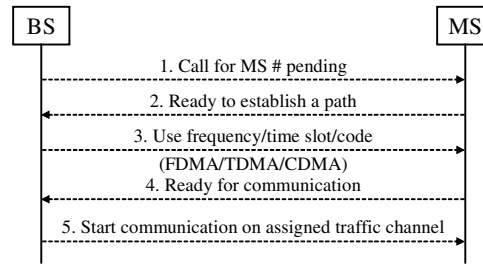 BS
MS
1. Call for MS # pending
2. Ready to establish a path
3. Use frequency/time slot/code
(FDMA/TDMA/CDMA)
4. Ready for communication
5. Start communication on assigned traffic channel